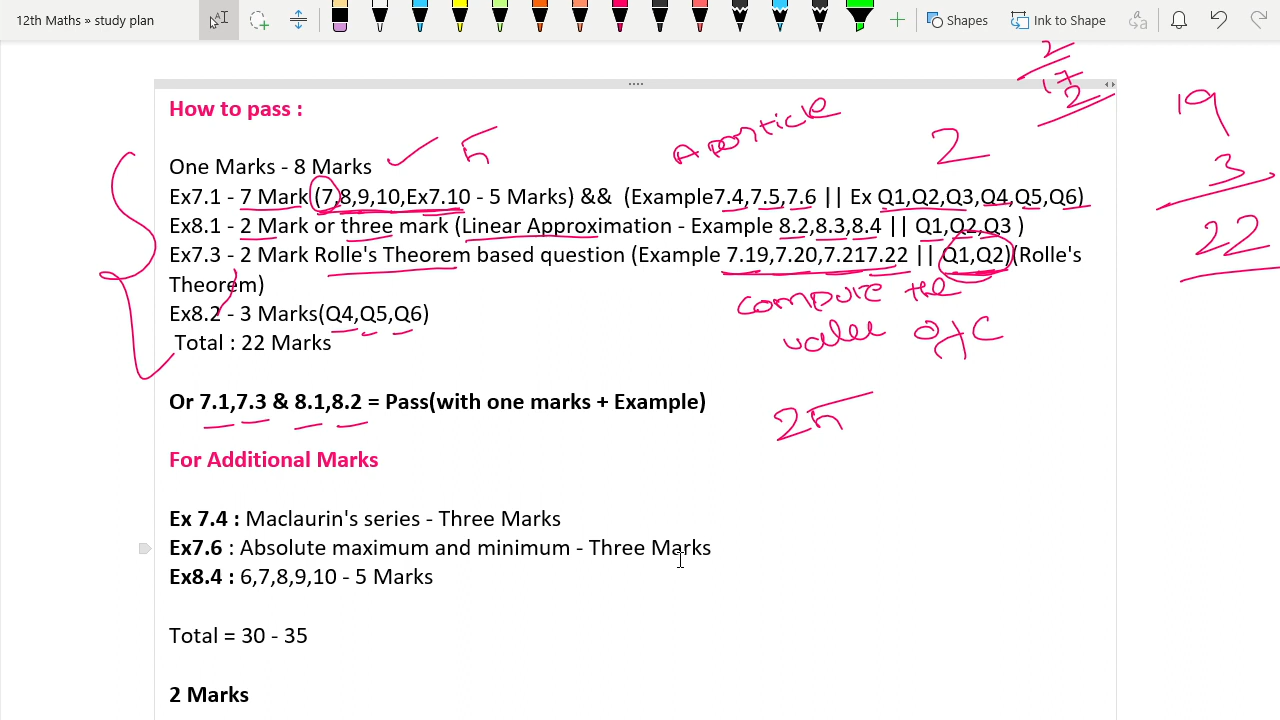 12th Maths » study plan
Shapes
Ink to Shape
2
17
2
19
3
22
How to pass :
A particle
One Marks - 8 Marks
5
2
Ex7.1 - 7 Mark (7,8,9,10,Ex7.10 - 5 Marks) && (Example7.4,7.5,7.6 || Ex Q1,Q2,Q3,Q4,Q5,Q6)
Ex8.1 - 2 Mark or three mark (Linear Approximation - Example 8.2,8.3,8.4 || Q1,Q2,Q3 )
Ex7.3 - 2 Mark Rolle's Theorem based question (Example 7.19,7.20,7.217.22 || Q1,Q2)(Rolle's
Theorem)
compute the
Ex8.2 - 3 Marks(Q4,Q5,Q6)
value of C
Total : 22 Marks
Or 7.1,7.3 & 8.1,8.2 = Pass(with one marks + Example)
25
For Additional Marks
Ex 7.4 : Maclaurin's series - Three Marks
Ex7.6 : Absolute maximum and minimum - Three Marks
Ex8.4 : 6,7,8,9,10 - 5 Marks
Total = 30 - 35
2 Marks